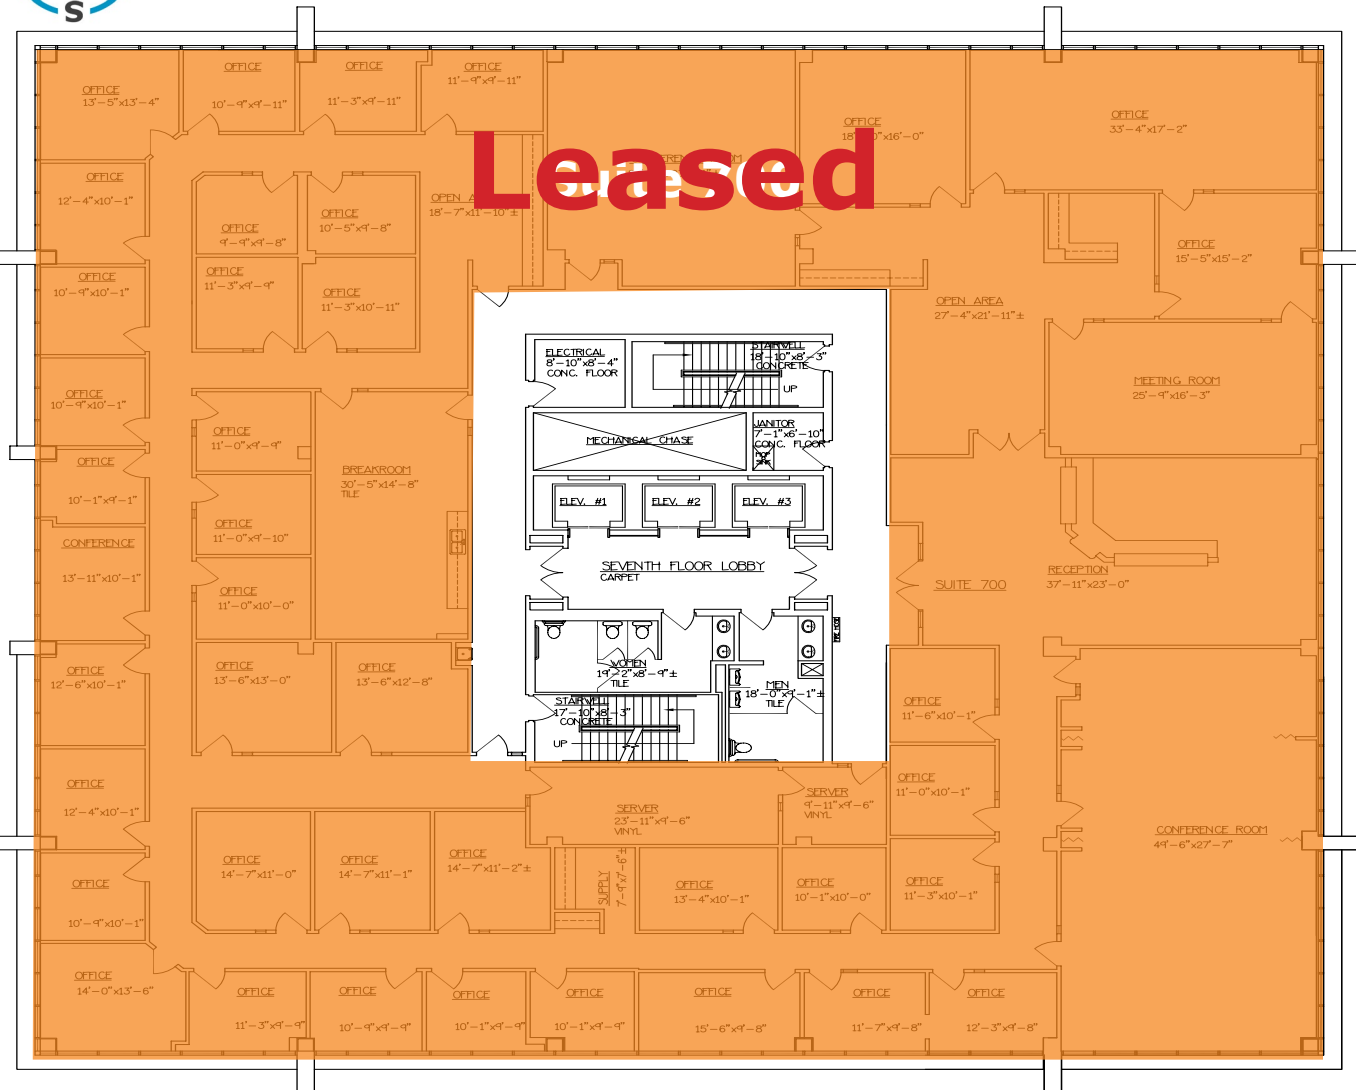 S
OFFICE
13'-5"x13'-4"
OFFICE
10'-9"x9'-11"
OFFICE
11'-3"x9'-11"
OFFICE
11'-9"x9'-11"
Leased
OFFICE
x16'-0"
OFFICE
33'-4"x17'-2"
OFFICE
12'-4"x10'-1"
OFFICE
9'-9"x9'-8"
OFFICE
10'-5"x9'-8"
OPEN
18'-7"x11'-10"±
OFFICE
15'-5"x15'-2"
OFFICE
10'-9"x10'-1"
OFFICE
11'-3"x9'-9"
OFFICE
11'-3"x10'-11"
OPEN AREA
27'-4"x21'-11"±
ELECTRICAL
8'-10"x8'-4"
CONC. FLOOR
STAIRWELL
18'-10"x8'-3"
CONCRETE
UP
MEETING ROOM
25'-9"x16'-3"
OFFICE
10'-9"x10'-1"
OFFICE
11'-0"x9'-9"
MECHANICAL CHASE
JANITOR
7'-1"x6'-10"
CONC. FLOOR
MOP
SINK
OFFICE
10'-1"x9'-1"
BREAKROOM
30'-5"x14'-8"
TILE
ELEV. #1
ELEV. #2
ELEV. #3
OFFICE
11'-0"x9'-10"
CONFERENCE
13'-11"x10'-1"
SEVENTH FLOOR LOBBY
CARPET
SUITE 700
RECEPTION
37'-11"x23'-0"
OFFICE
11'-0"x10'-0"
OFFICE
12'-6"x10'-1"
OFFICE
13'-6"x13'-0"
OFFICE
13'-6"x12'-8"
WOMEN
19'-2"x8'-9"±
TILE
MEN
18'-0"x9'-1"±
TILE
STAIRWELL
17'-10"x8'-3"
CONCRETE
UP
OFFICE
11'-6"x10'-1"
OFFICE
12'-4"x10'-1"
SERVER
23'-11"x9'-6"
VINYL
SERVER
9'-11"x9'-6"
VINYL
OFFICE
11'-0"x10'-1"
CONFERENCE ROOM
49'-6"x27'-7"
OFFICE
10'-9"x10'-1"
OFFICE
14'-7"x11'-0"
OFFICE
14'-7"x11'-1"
OFFICE
14'-7"x11'-2"±
SUPPLY
7'-9"x7'-6"±
OFFICE
13'-4"x10'-1"
OFFICE
10'-1"x10'-0"
OFFICE
11'-3"x10'-1"
OFFICE
14'-0"x13'-6"
OFFICE
11'-3"x9'-9"
OFFICE
10'-9"x9'-9"
OFFICE
10'-1"x9'-9"
OFFICE
10'-1"x9'-9"
OFFICE
15'-6"x9'-8"
OFFICE
11'-7"x9'-8"
OFFICE
12'-3"x9'-8"